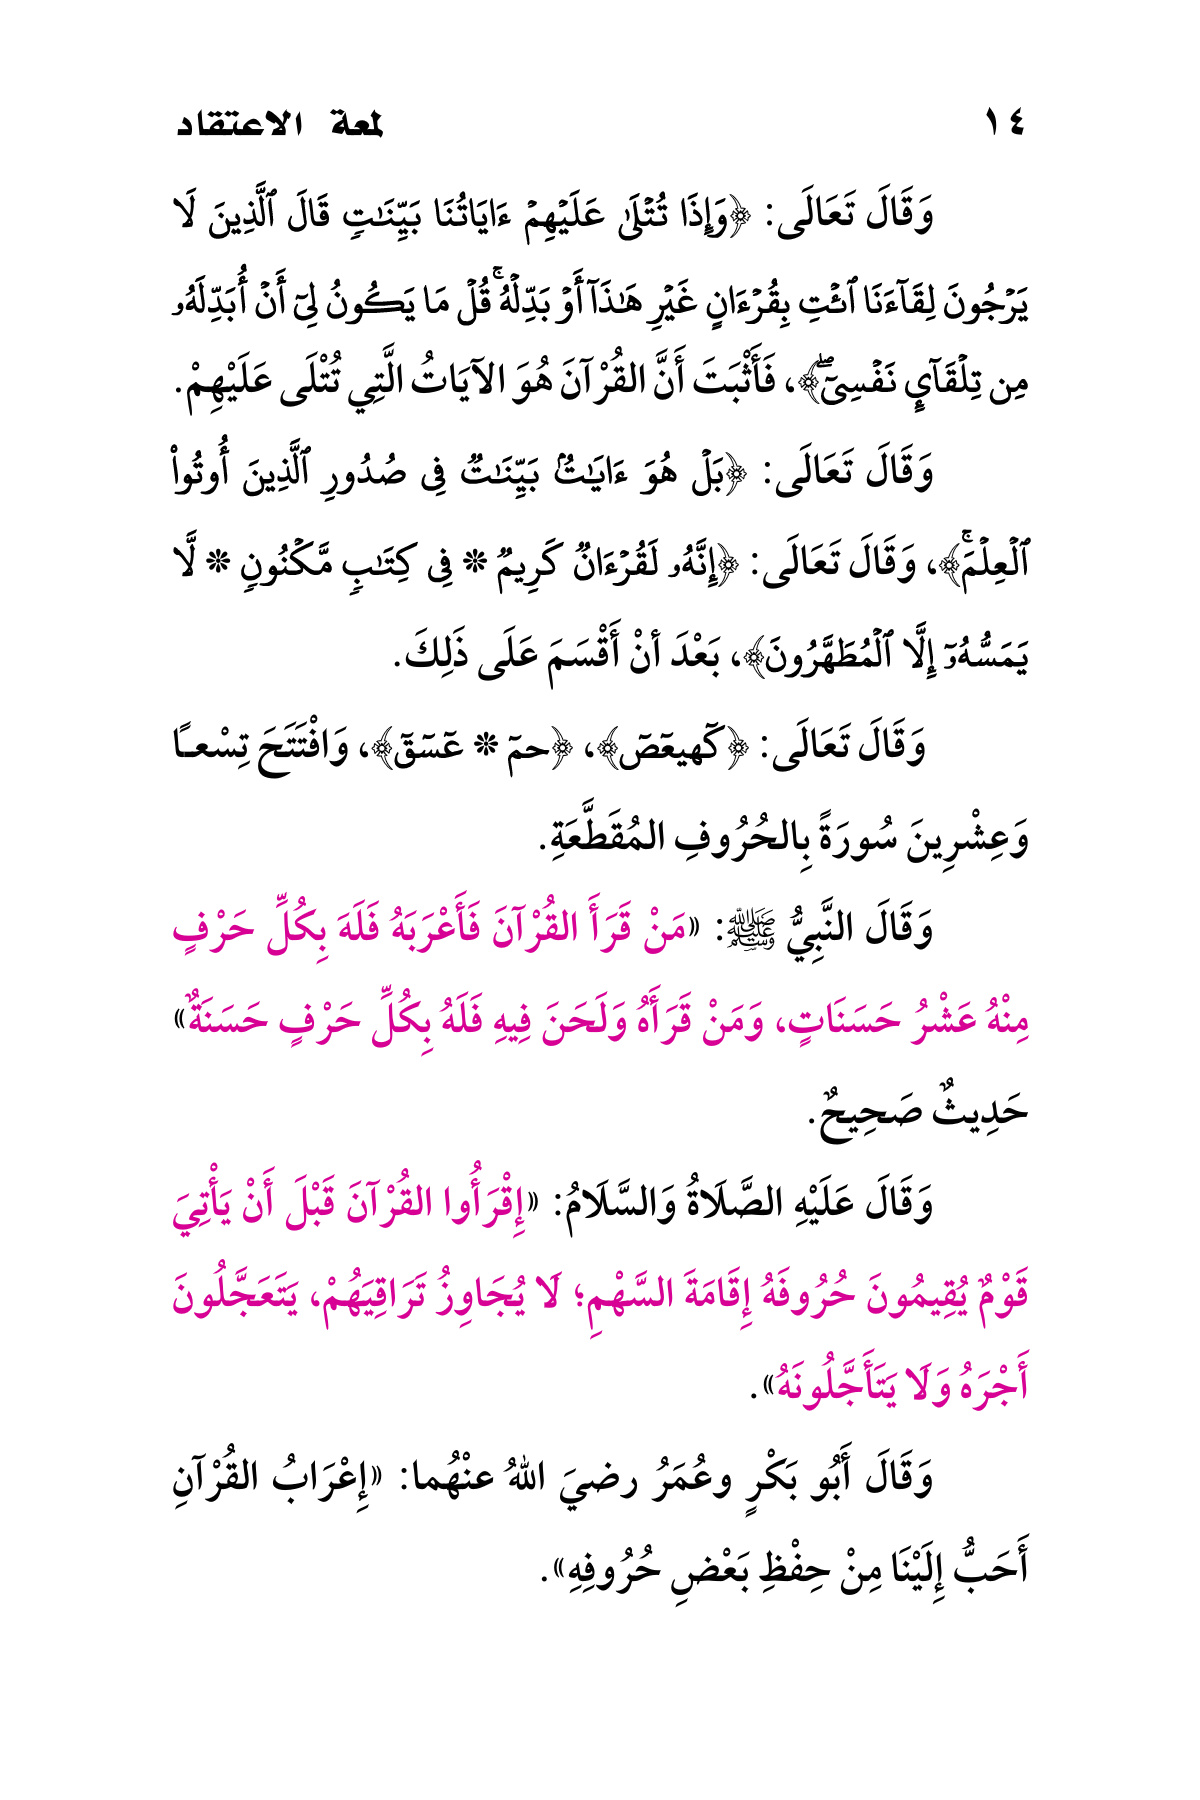 ١٤ لمعة الاعتقاد
وَقَالَ تَعَالَى: ﴿وَإِذَا تُتۡلَىٰ عَلَيۡهِمۡ ءَايَاتُنَا بَيِّنَٰتٖ قَالَ ٱلَّذِينَ لَا
يَرۡجُونَ لِقَآءَنَا ٱئۡتِ بِقُرۡءَانٍ غَيۡرِ هَٰذَآ أَوۡ بَدِّلۡهُۚ قُلۡ مَا يَكُونُ لِيٓ أَنۡ أُبَدِّلَهُۥ
مِن تِلۡقَآيِٕ نَفۡسِيٓۖ﴾، فَأَثْبَتَ أَنَّ القُرْآنَ هُوَ الآيَاتُ الَّتِي تُتْلَى عَلَيْهِمْ.
وَقَالَ تَعَالَى: ﴿بَلۡ هُوَ ءَايَٰتُۢ بَيِّنَٰتٞ فِي صُدُورِ ٱلَّذِينَ أُوتُواْ
ٱلۡعِلۡمَۚ﴾، وَقَالَ تَعَالَى: ﴿إِنَّهُۥ لَقُرۡءَانٞ كَرِيمٞ * فِي كِتَٰبٖ مَّكۡنُونٖ * لَّا
يَمَسُّهُۥٓ إِلَّا ٱلۡمُطَهَّرُونَ﴾، بَعْدَ أنْ أَقْسَمَ عَلَى ذَلِكَ.
وَقَالَ تَعَالَى: ﴿كٓهيعٓصٓ﴾، ﴿حمٓ * عٓسٓقٓ﴾، وَافْتَتَحَ تِسْعـًا
وَعِشْرِينَ سُورَةً بِالحُرُوفِ المُقَطَّعَةِ.
وَقَالَ النَّبِيُّ ﷺ: «مَنْ قَرَأَ القُرْآنَ فَأَعْرَبَهُ فَلَهَ بِكُلِّ حَرْفٍ
مِنْهُ عَشْرُ حَسَنَاتٍ، وَمَنْ قَرَأَهُ وَلَحَنَ فِيهِ فَلَهُ بِكُلِّ حَرْفٍ حَسَنَةٌ»
حَدِيثٌ صَحِيحٌ.
وَقَالَ عَلَيْهِ الصَّلَاةُ وَالسَّلَامُ: «إِقْرَأُوا القُرْآنَ قَبْلَ أَنْ يَأْتِيَ
قَوْمٌ يُقِيمُونَ حُرُوفَهُ إِقَامَةَ السَّهْمِ؛ لَا يُجَاوِزُ تَرَاقِيَهُمْ، يَتَعَجَّلُونَ
أَجْرَهُ وَلَا يَتَأَجَّلُونَهُ».
وَقَالَ أَبُو بَكْرٍ وعُمَرُ رضيَ اللهُ عنْهُما: «إِعْرَابُ القُرْآنِ
أَحَبُّ إِلَيْنَا مِنْ حِفْظِ بَعْضِ حُرُوفِهِ».